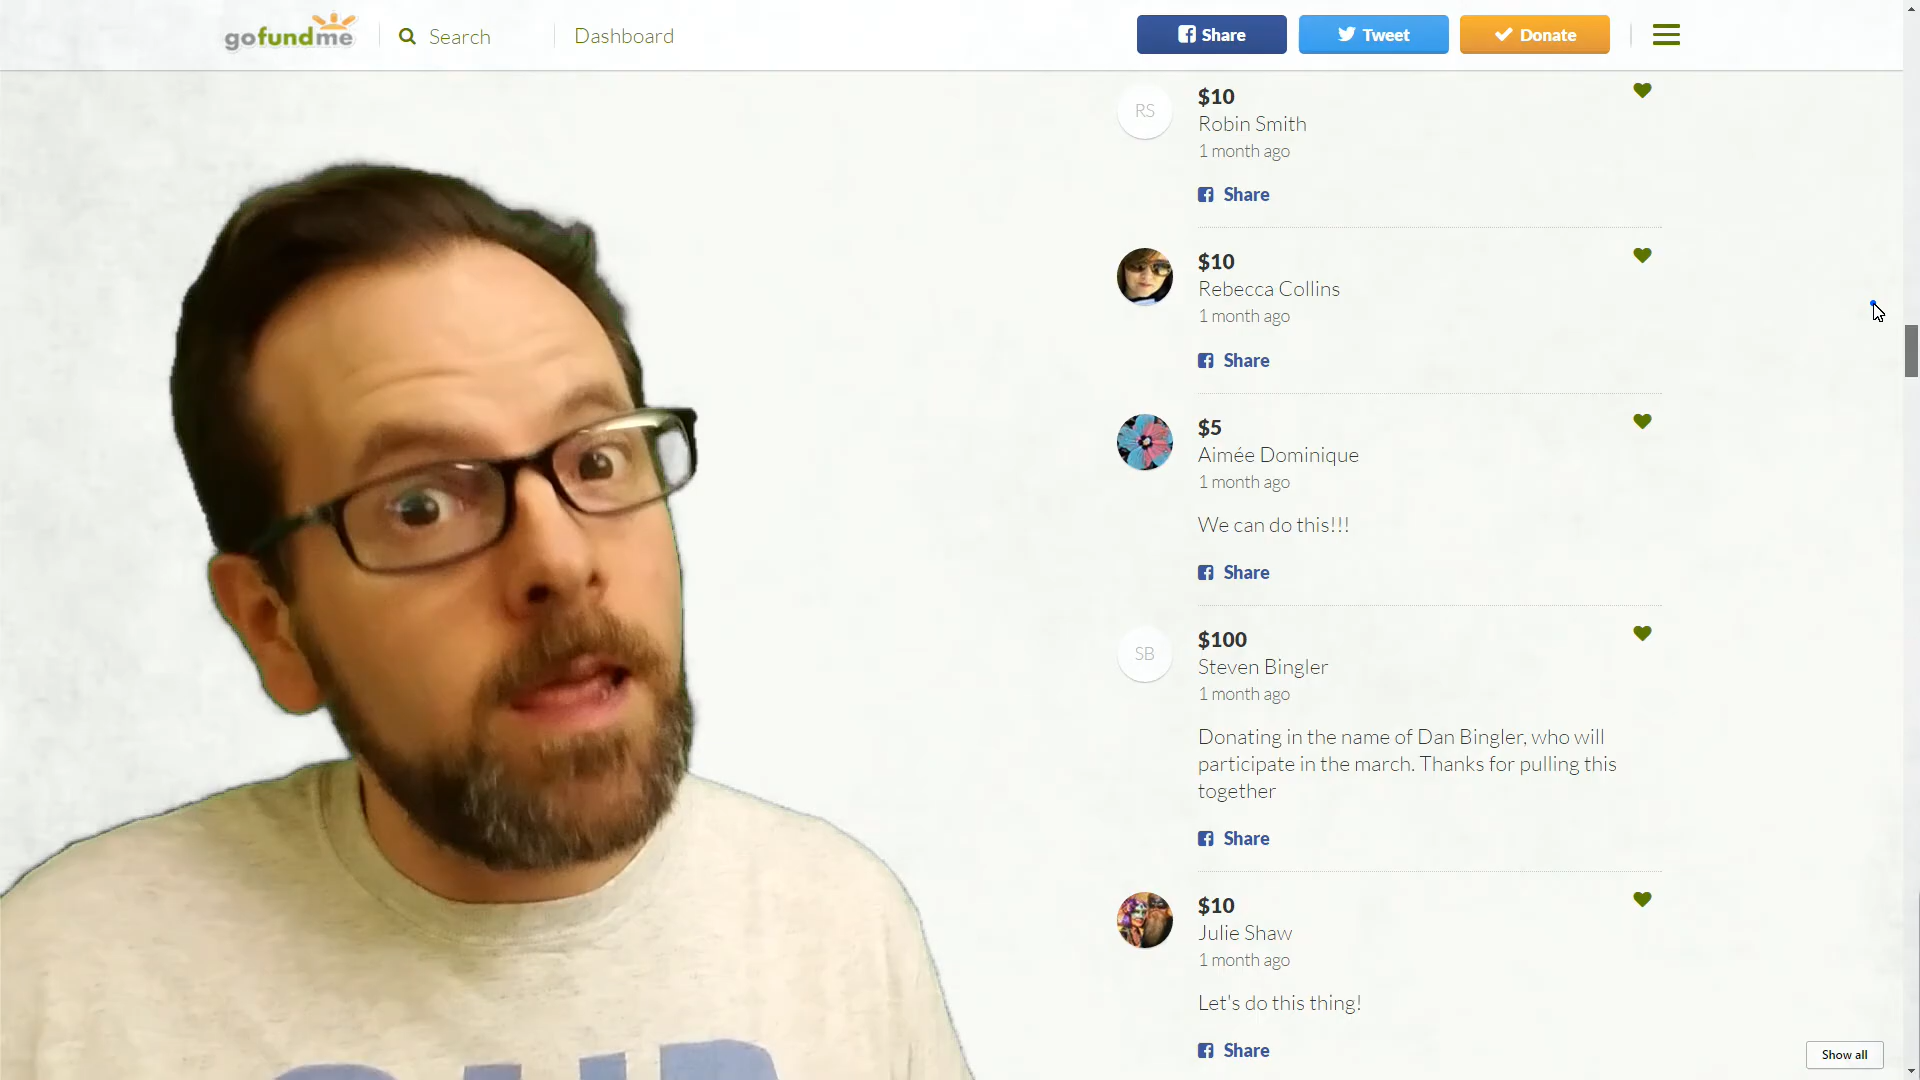 gofundme
Search
Dashboard
Share
Tweet
Donate
RS
$10
Robin Smith
1 month ago
Share
$10
Rebecca Collins
1 month ago
Share
$5
Aimée Dominique
1 month ago
We can do this!!!
Share
SB
$100
Steven Bingler
1 month ago
Donating in the name of Dan Bingler, who will
participate in the march. Thanks for pulling this
together
Share
$10
Julie Shaw
1 month ago
Let's do this thing!
Share
Show all